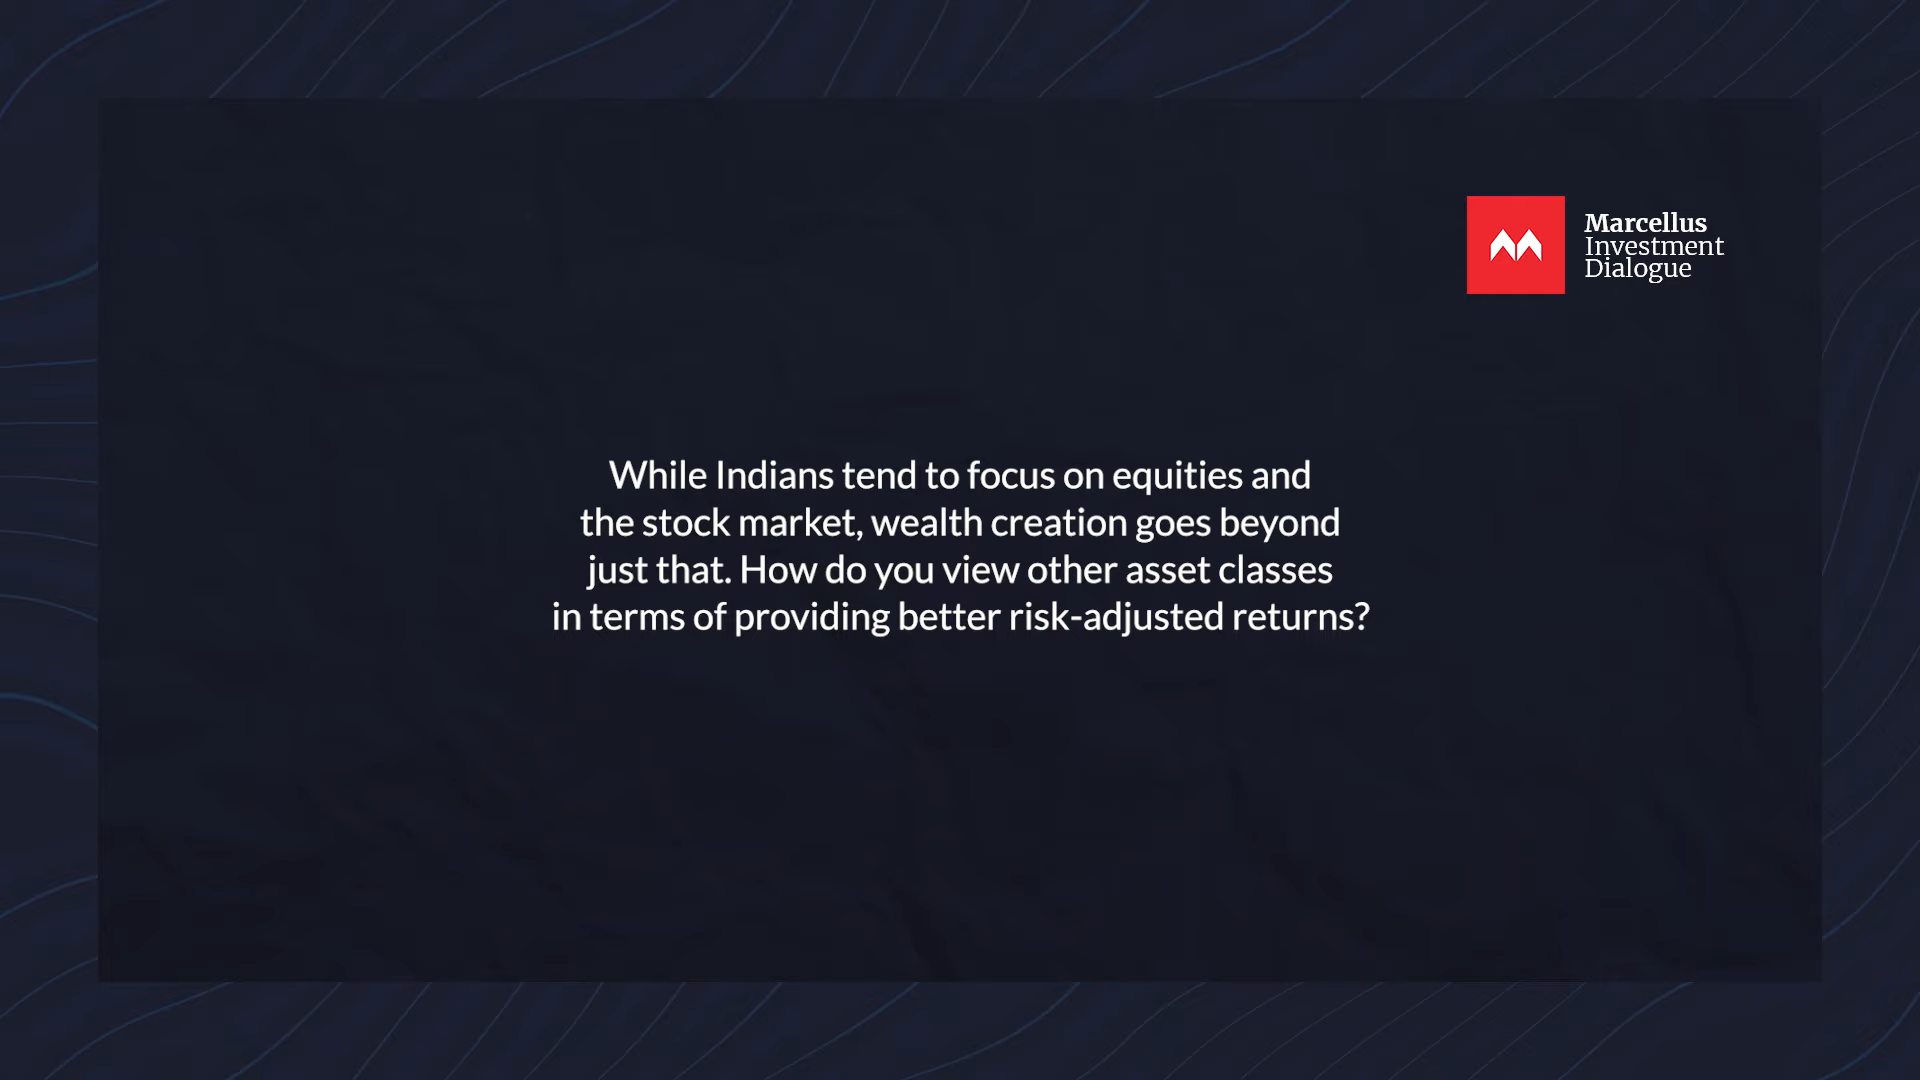 Marcellus
Investment
Dialogue
While Indians tend to focus on equities and
the stock market, wealth creation goes beyond
just that. How do you view other asset classes
in terms of providing better risk-adjusted returns?